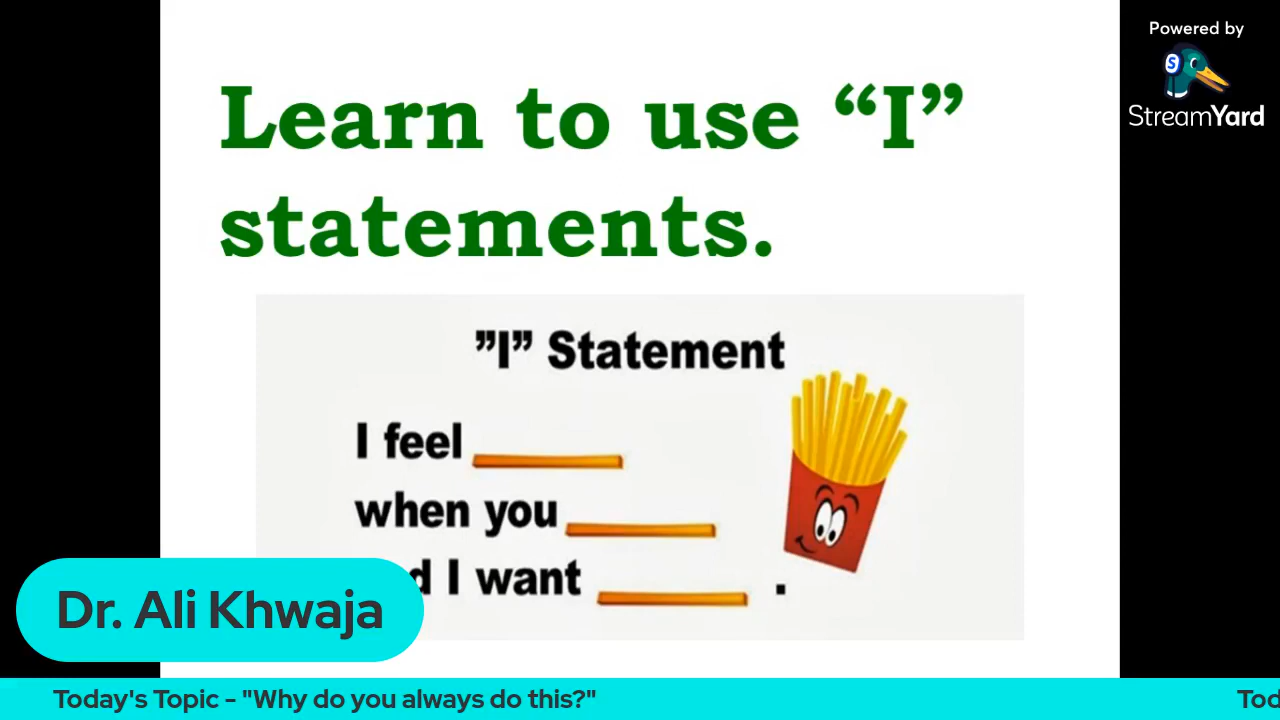 Powered by
StreamYard
Learn to use “I”
statements.
”I” Statement
I feel
when you
I want .
Dr. Ali Khwaja
Today's Topic - "Why do you always do this?"